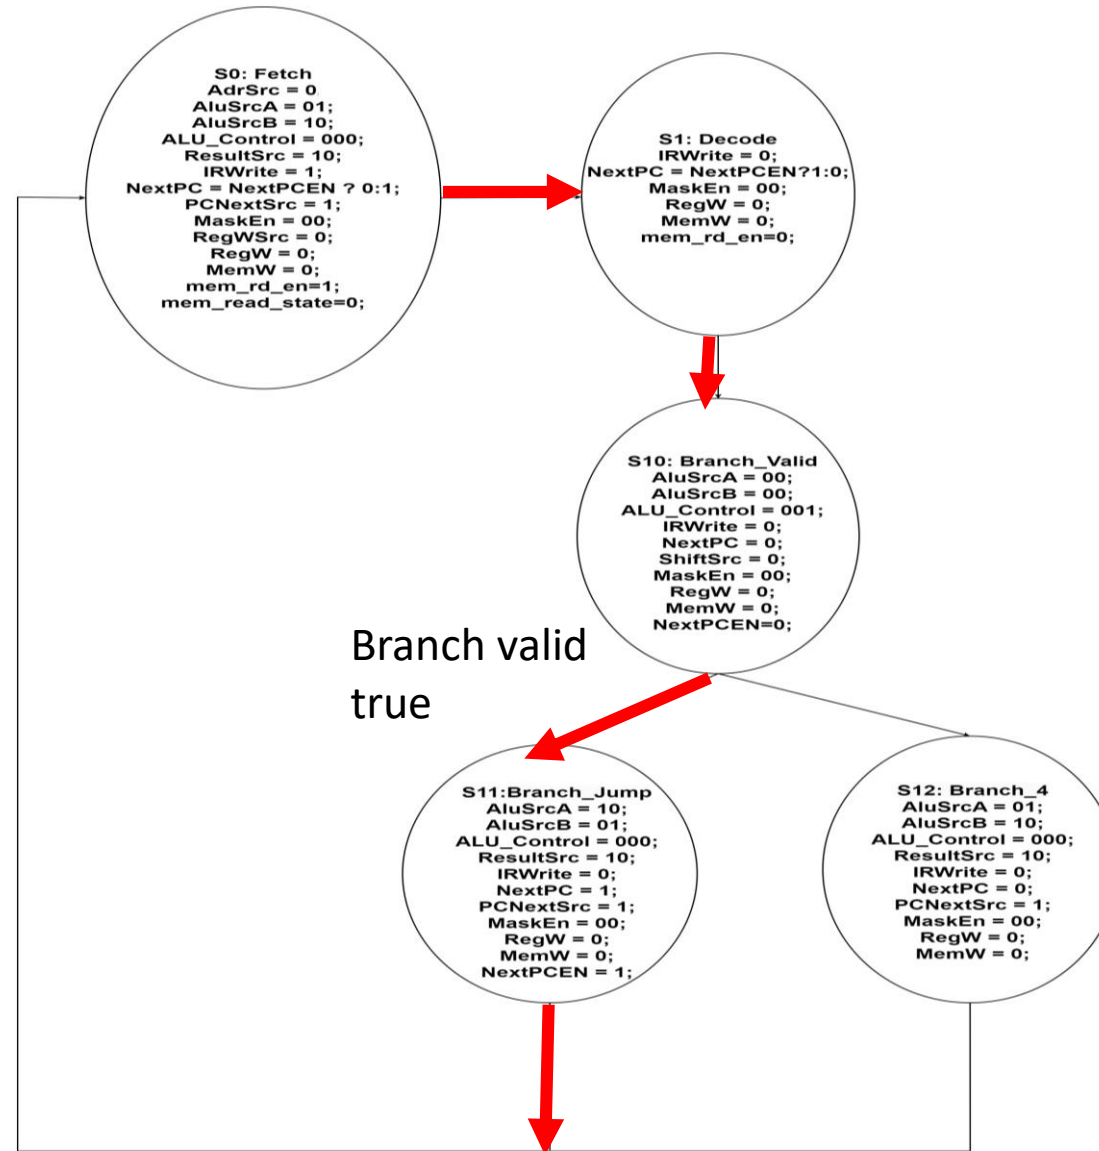 S0: Fetch
AdrSrc = 0.
AluSrcA = 01;
AluSrcB = 10;
ALU_Control = 000;
ResultSrc = 10;
IRWrite = 1;
NextPC = NextPCEN ? 0:1;
PCNextSrc = 1;
MaskEn = 00;
RegWSrc = 0;
RegW = 0;
MemW = 0;
mem_rd_en=1;
mem_read_state=0;
S1: Decode
IRWrite = 0;
NextPC = NextPCEN?1:0;
MaskEn = 00;
RegW = 0;
MemW = 0;
mem_rd_en=0;
S10: Branch_Valid
AluSrcA = 00;
AluSrcB = 00;
ALU_Control = 001;
IRWrite = 0;
NextPC = 0;
ShiftSrc = 0;
MaskEn = 00;
RegW = 0;
MemW = 0;
NextPCEN=0;
Branch valid
true
S11:Branch_Jump
AluSrcA = 10;
AluSrcB = 01;
ALU_Control = 000;
ResultSrc = 10;
IRWrite = 0;
NextPC = 1;
PCNextSrc = 1;
MaskEn = 00;
RegW = 0;
MemW = 0;
NextPCEN = 1;
S12: Branch_4
AluSrcA = 01;
AluSrcB = 10;
ALU_Control = 000;
ResultSrc = 10;
IRWrite = 0;
NextPC = 0;
PCNextSrc = 1;
MaskEn = 00;
RegW = 0;
MemW = 0;